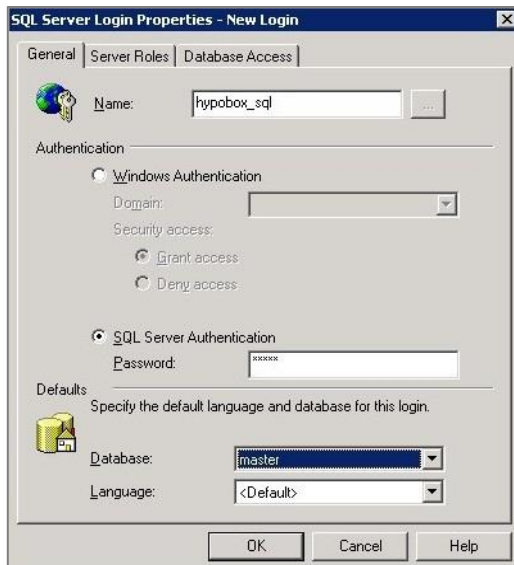 SQL Server Login Properties - New Login
General Server Roles Database Access
Name: hypobox_sql ...
Authentication
Windows Authentication
Domain:
Security access:
Grant access
Deny access
SQL Server Authentication
Password: *****
Defaults
Specify the default language and database for this login.
Database: master
Language: <Default>
OK Cancel Help